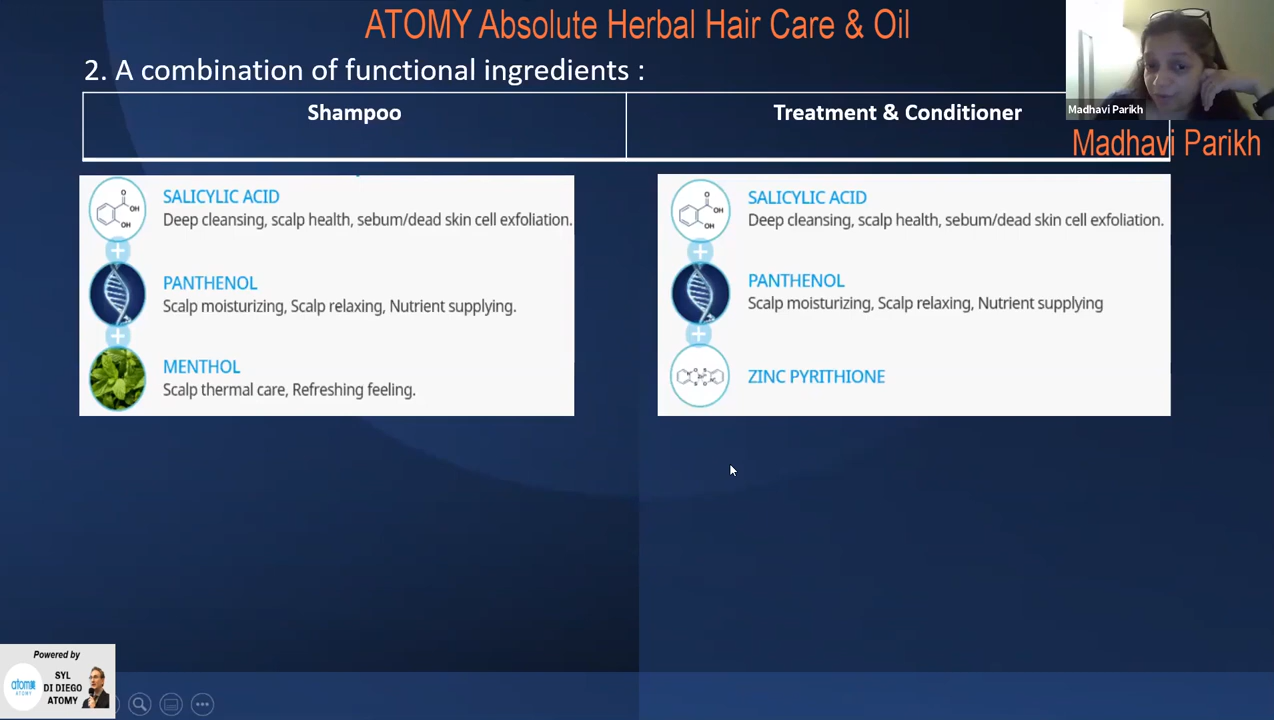 ATOMY Absolute Herbal Hair Care & Oil
2. A combination of functional ingredients :
Madhavi Parikh
Madhavi Parikh
Shampoo
Treatment & Conditioner
SALICYLIC ACID
Deep cleansing, scalp health, sebum/dead skin cell exfoliation.
PANTHENOL
Scalp moisturizing, Scalp relaxing, Nutrient supplying.
MENTHOL
Scalp thermal care, Refreshing feeling.
SALICYLIC ACID
Deep cleansing, scalp health, sebum/dead skin cell exfoliation.
PANTHENOL
Scalp moisturizing, Scalp relaxing, Nutrient supplying
ZINC PYRITHIONE
Powered by
SYL
DI DIEGO
ATOMY